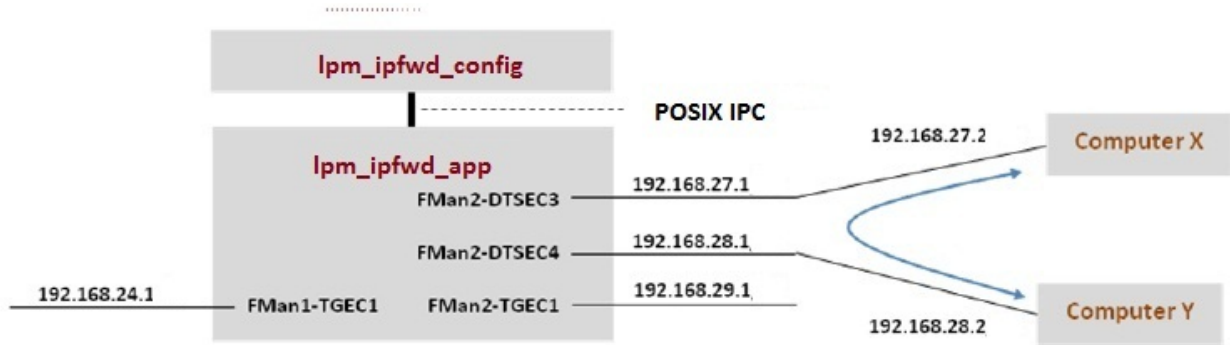 lpm_ipfwd_config
POSIX IPC
lpm_ipfwd_app
192.168.27.2
Computer X
192.168.27.1
FMan2-DTSEC3
192.168.28.1
FMan2-DTSEC4
192.168.24.1
FMan1-TGEC1
FMan2-TGEC1
192.168.29.1
192.168.28.2
Computer Y